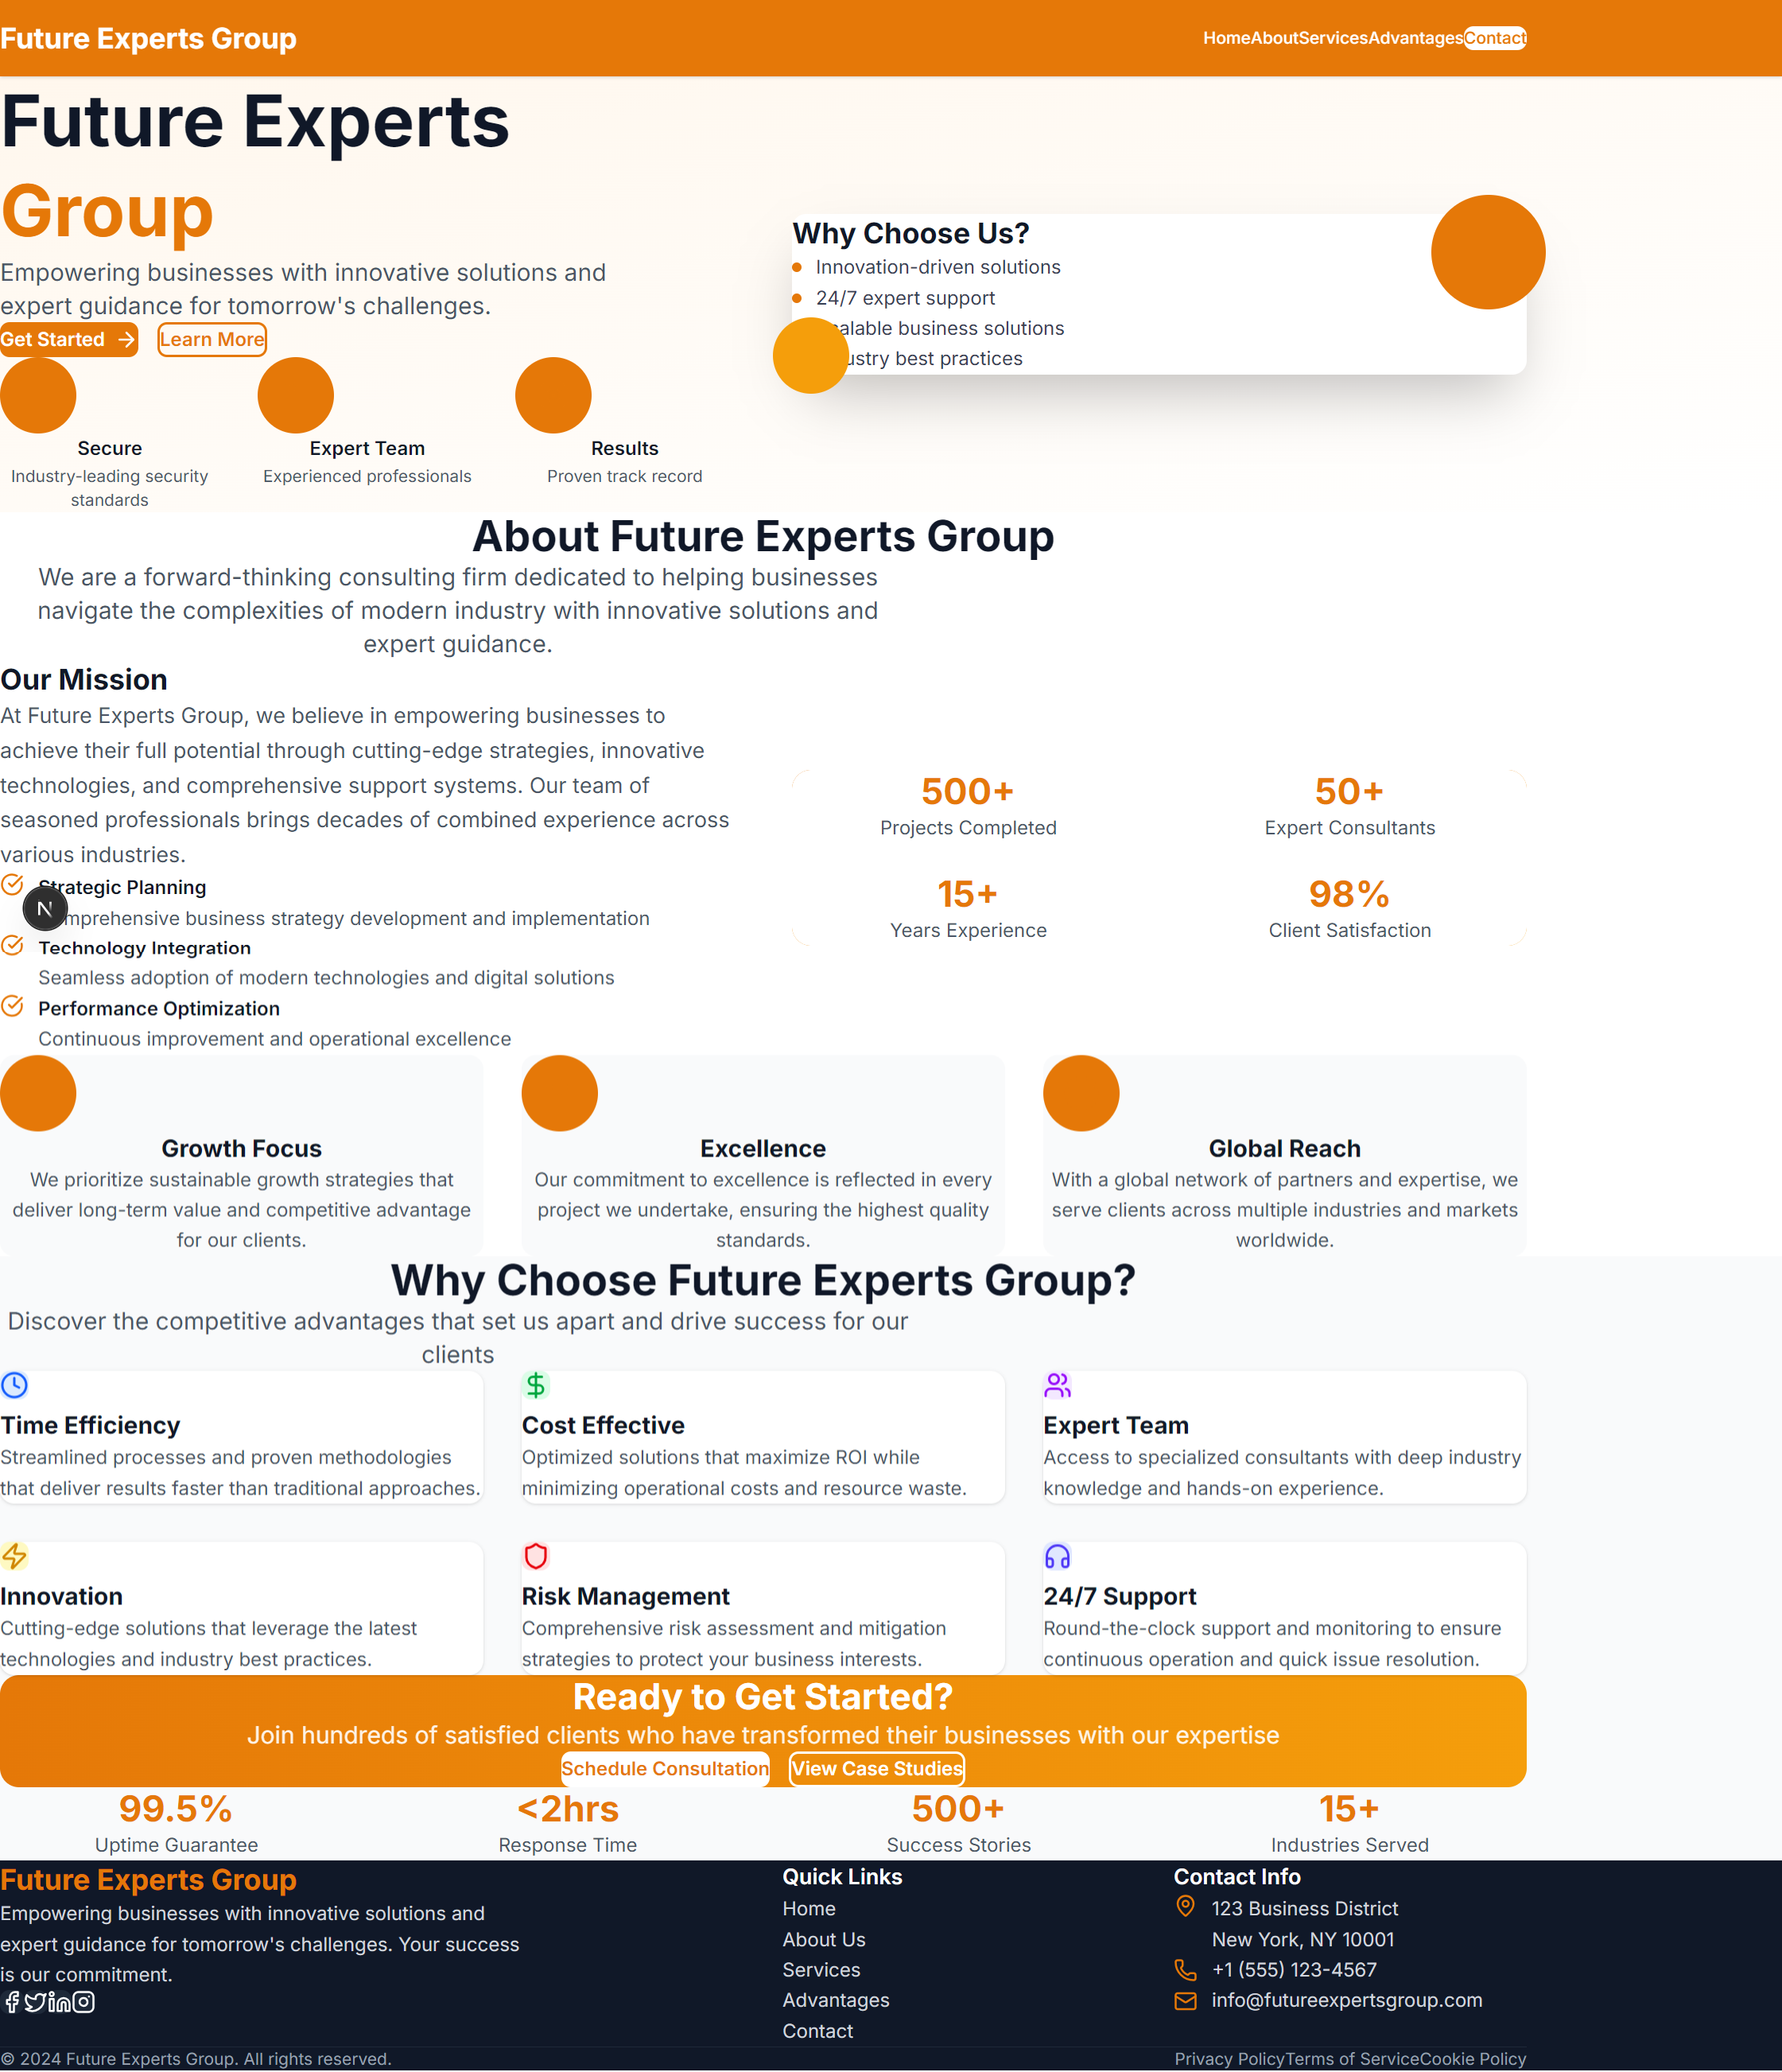 Future Experts Group
Home About Services Advantages Contact
Future Experts
Group
Empowering businesses with innovative solutions and
expert guidance for tomorrow's challenges.
Get Started Learn More
Secure
Industry-leading security
standards
Expert Team
Experienced professionals
Results
Proven track record
Why Choose Us?
Innovation-driven solutions
24/7 expert support
business solutions
best practices
About Future Experts Group
We are a forward-thinking consulting firm dedicated to helping businesses
navigate the complexities of modern industry with innovative solutions and
expert guidance.
Our Mission
At Future Experts Group, we believe in empowering businesses to
achieve their full potential through cutting-edge strategies, innovative
technologies, and comprehensive support systems. Our team of
seasoned professionals brings decades of combined experience across
various industries.
Strategic Planning
N
business strategy development and implementation
Technology Integration
Seamless adoption of modern technologies and digital solutions
Performance Optimization
Continuous improvement and operational excellence
500+
Projects Completed
50+
Expert Consultants
15+
Years Experience
98%
Client Satisfaction
Growth Focus
We prioritize sustainable growth strategies that
deliver long-term value and competitive advantage
for our clients.
Excellence
Our commitment to excellence is reflected in every
project we undertake, ensuring the highest quality
standards.
Global Reach
With a global network of partners and expertise, we
serve clients across multiple industries and markets
worldwide.
Why Choose Future Experts Group?
Discover the competitive advantages that set us apart and drive success for our
clients
Time Efficiency
Streamlined processes and proven methodologies
that deliver results faster than traditional approaches.
Cost Effective
Optimized solutions that maximize ROI while
minimizing operational costs and resource waste.
Expert Team
Access to specialized consultants with deep industry
knowledge and hands-on experience.
Innovation
Cutting-edge solutions that leverage the latest
technologies and industry best practices.
Risk Management
Comprehensive risk assessment and mitigation
strategies to protect your business interests.
24/7 Support
Round-the-clock support and monitoring to ensure
continuous operation and quick issue resolution.
Ready to Get Started?
Join hundreds of satisfied clients who have transformed their businesses with our expertise
Schedule Consultation View Case Studies
99.5%
Uptime Guarantee
<2hrs
Response Time
500+
Success Stories
15+
Industries Served
Future Experts Group
Empowering businesses with innovative solutions and
expert guidance for tomorrow's challenges. Your success
is our commitment.
Quick Links
Home
About Us
Services
Advantages
Contact
Contact Info
123 Business District
New York, NY 10001
+1 (555) 123-4567
info@futureexpertsgroup.com
© 2024 Future Experts Group. All rights reserved.
Privacy Policy Terms of Service Cookie Policy